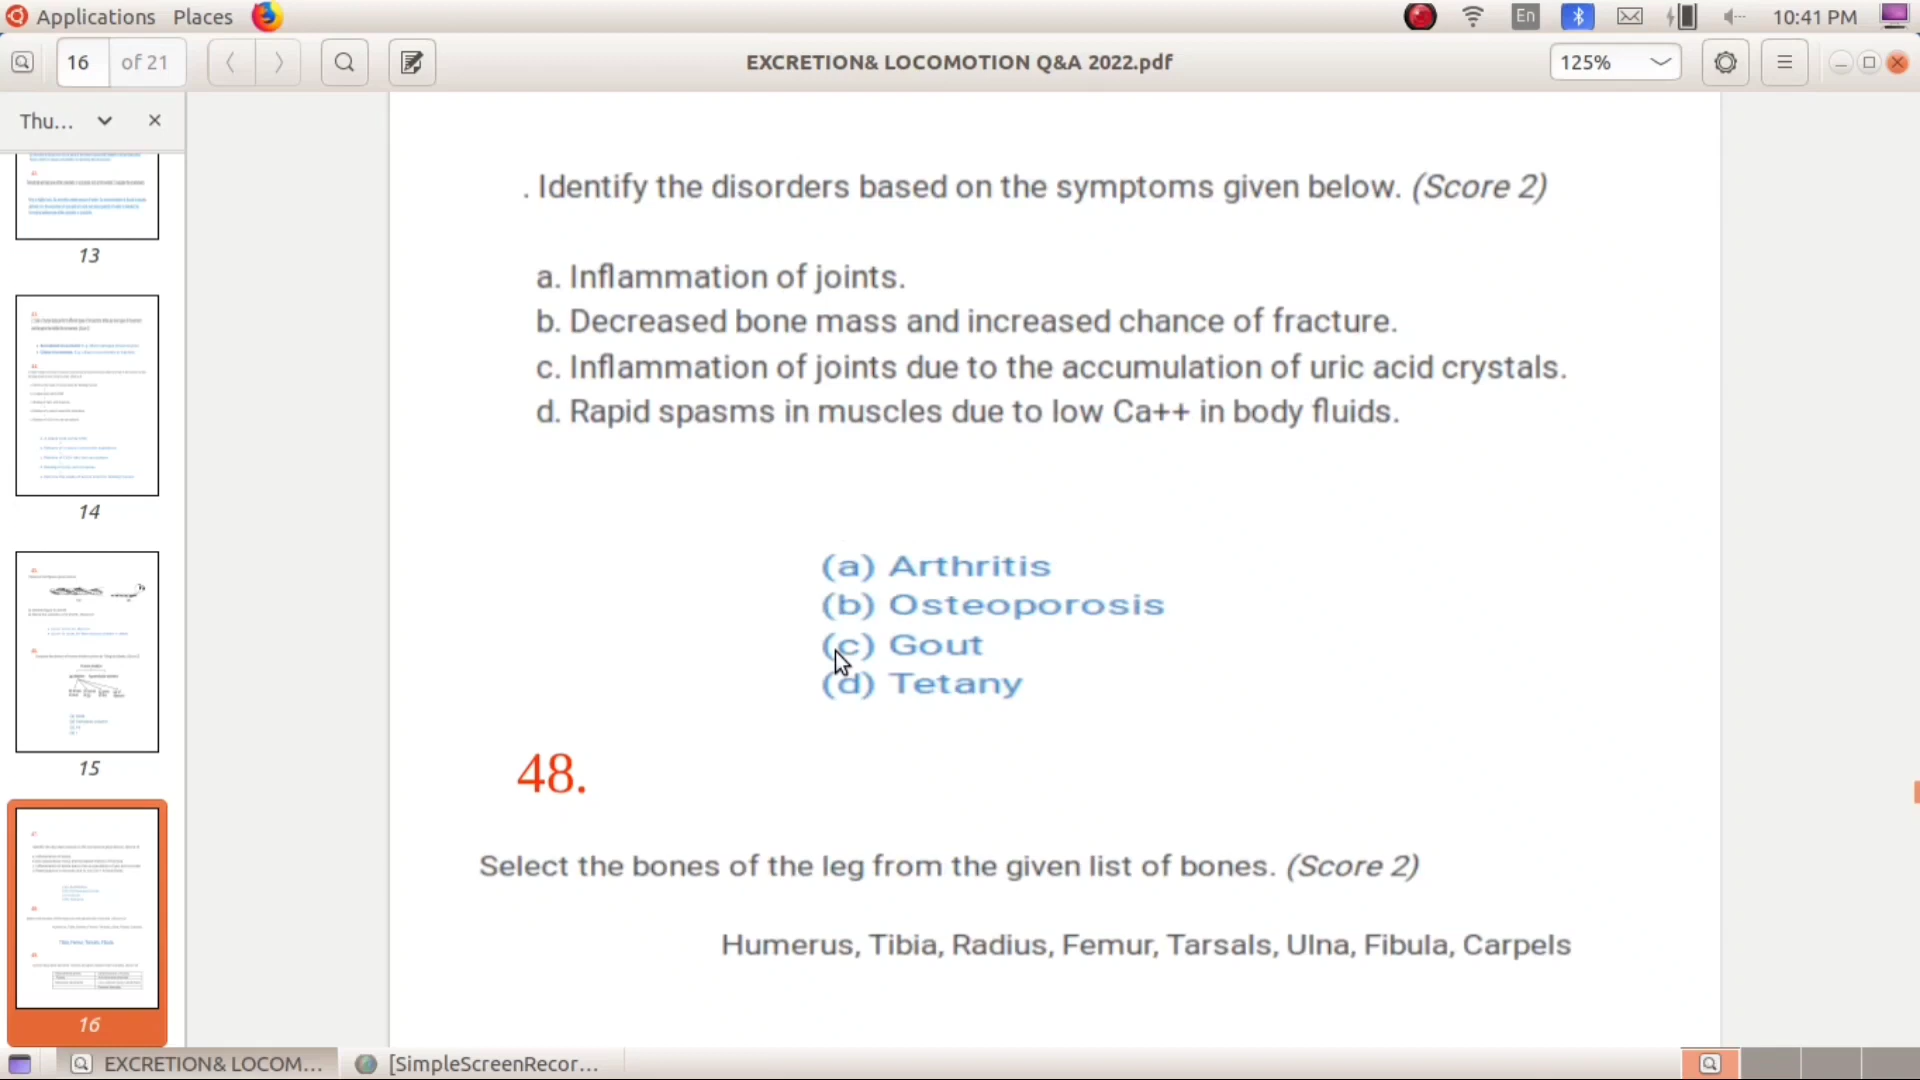 Applications Places En 10:41 PM
16 of 21 EXCRETION& LOCOMOTION Q&A 2022.pdf 125%
Thu...
. Identify the disorders based on the symptoms given below. (Score 2)
a. Inflammation of joints.
b. Decreased bone mass and increased chance of fracture.
c. Inflammation of joints due to the accumulation of uric acid crystals.
d. Rapid spasms in muscles due to low Ca++ in body fluids.
(a) Arthritis
(b) Osteoporosis
(c) Gout
(d) Tetany
48.
Select the bones of the leg from the given list of bones. (Score 2)
Humerus, Tibia, Radius, Femur, Tarsals, Ulna, Fibula, Carpels
13
14
15
16
EXCRETION& LOCOM... [SimpleScreenRecor...